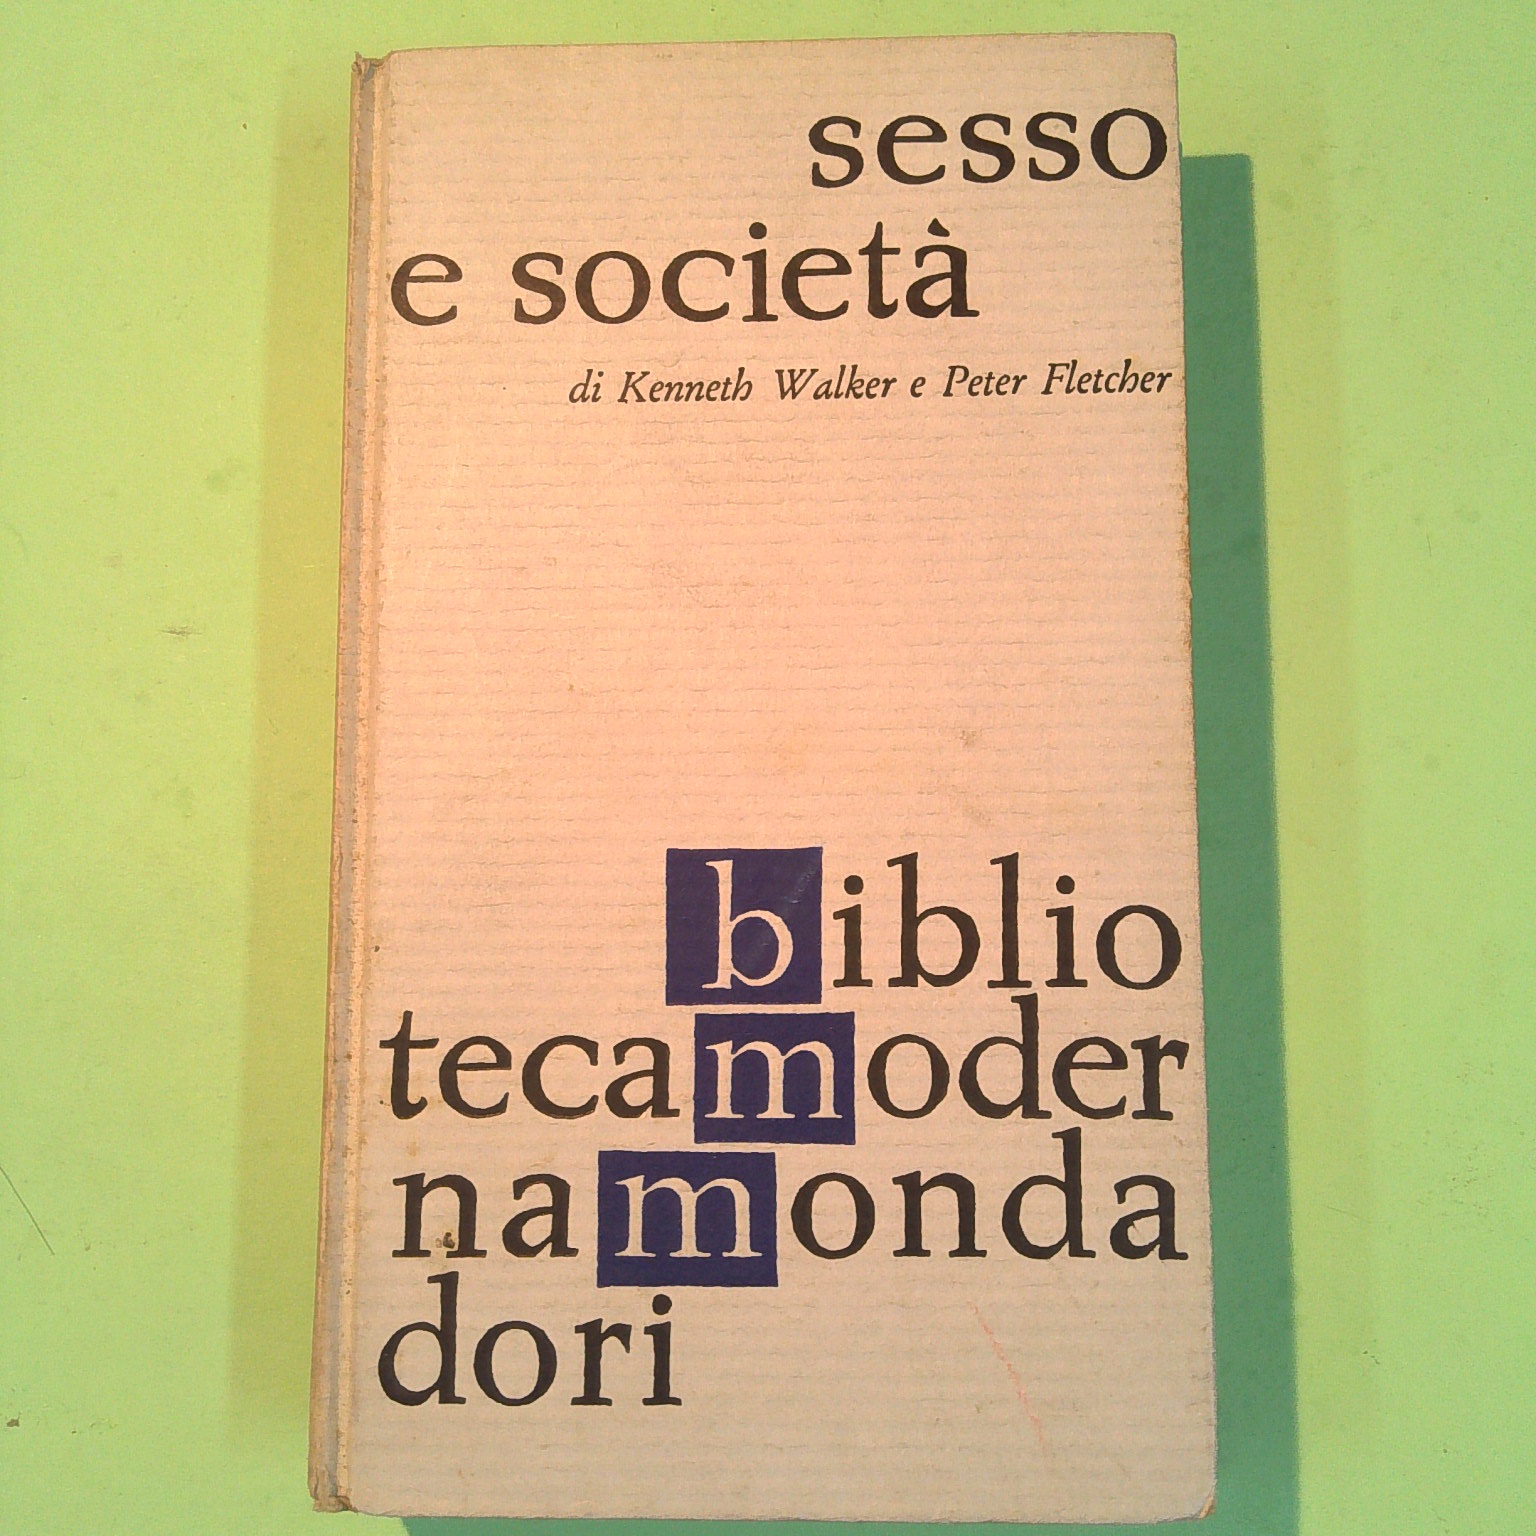 sesso
e società
di Kenneth Walker e Peter Fletcher
biblio
tecamoder
namonda
dori